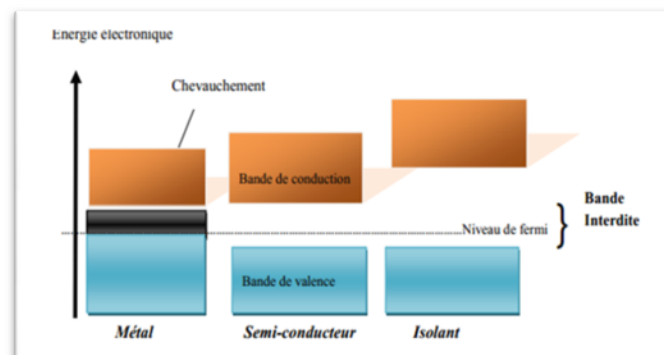 Energie électronique
Chevauchement
Bande de conduction
Bande
Interdite
Niveau de fermi
}
Bande de valence
Métal
Semi-conducteur
Isolant